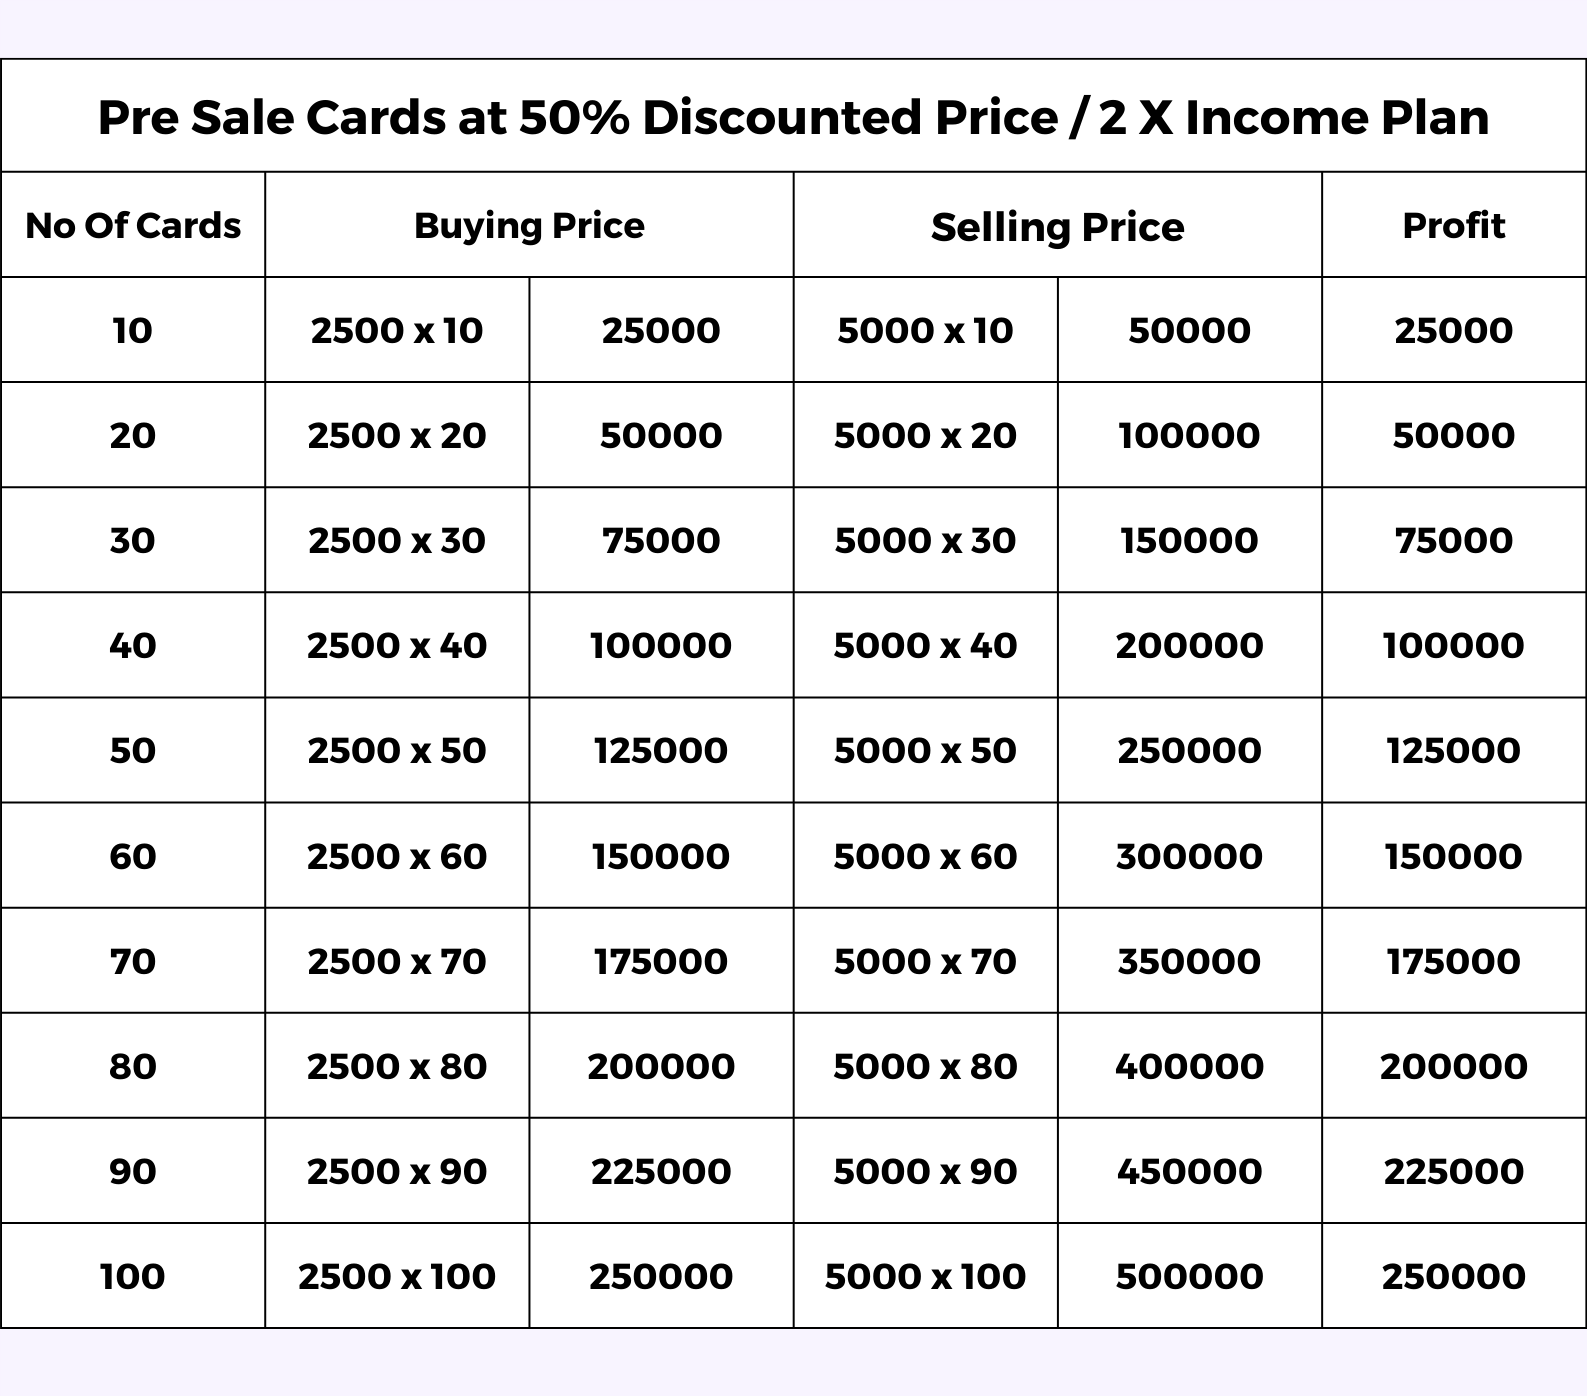 Pre Sale Cards at 50% Discounted Price / 2 X Income Plan
No Of Cards Buying Price Selling Price Profit
10 2500 x 10 25000 5000 x 10 50000 25000
20 2500 x 20 50000 5000 x 20 100000 50000
30 2500 x 30 75000 5000 x 30 150000 75000
40 2500 x 40 100000 5000 x 40 200000 100000
50 2500 x 50 125000 5000 x 50 250000 125000
60 2500 x 60 150000 5000 x 60 300000 150000
70 2500 x 70 175000 5000 x 70 350000 175000
80 2500 x 80 200000 5000 x 80 400000 200000
90 2500 x 90 225000 5000 x 90 450000 225000
100 2500 x 100 250000 5000 x 100 500000 250000